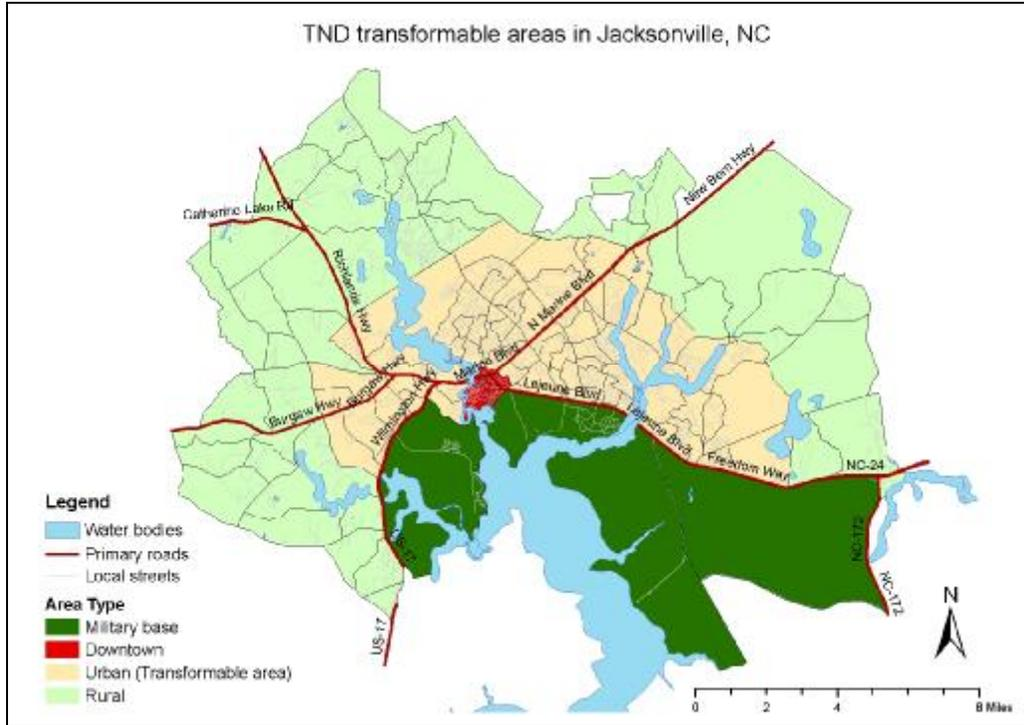 TND transformable areas in Jacksonville, NC
New Bern Hwy
Catherine Lake Rd
Richlands Hwy
N Marine Blvd
Marine Blvd
Burgaw Hwy
Burgaw Hwy
Wilmington Hwy
Lejeune Blvd
Lejeune Blvd
Freedom Way
NC-24
US-17
NC-172
NC-172
US-17
Legend
Water bodies
Primary roads
Local streets
Area Type
Military base
Downtown
Urban (Transformable area)
Rural
N
0 2 4 8 Miles